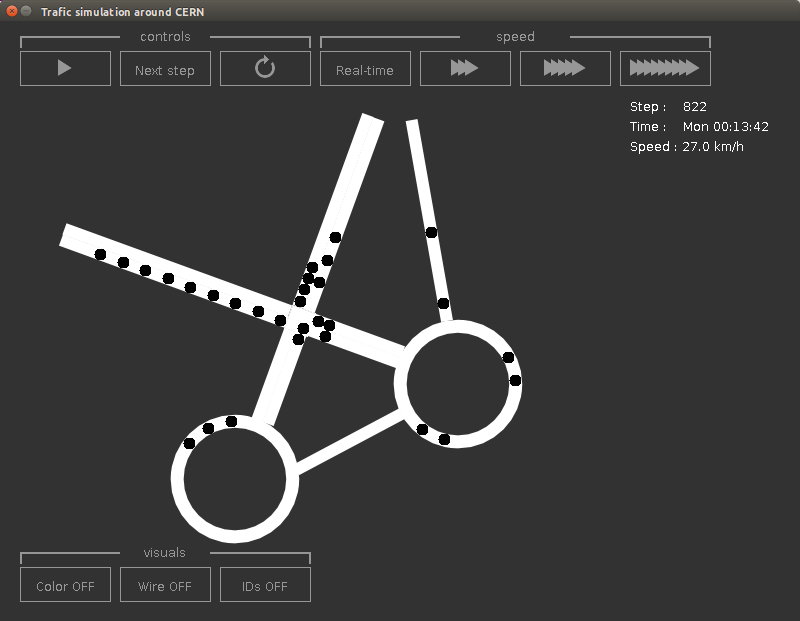 Trafic simulation around CERN
controls
speed
Next step
Real-time
Step : 822
Time : Mon 00:13:42
Speed : 27.0 km/h
visuals
Color OFF
Wire OFF
IDs OFF